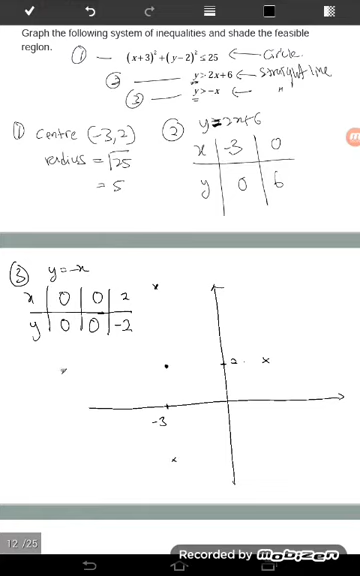 Graph the following system of inequalities and shade the feasible
region.
① — (x+3)² + (y−2)² ≤ 25 ← Circle
② — y > 2x+6 ← straight line
③ — y > −x ← "
① centre (-3, 2)
radius = √25
= 5
② y = 2x+6
x | -3 | 0
y | 0 | 6
③ y = -x
x | 0 | 0 | 2
y | 0 | 0 | -2
2
-3
12 /25
Recorded by Mobizen